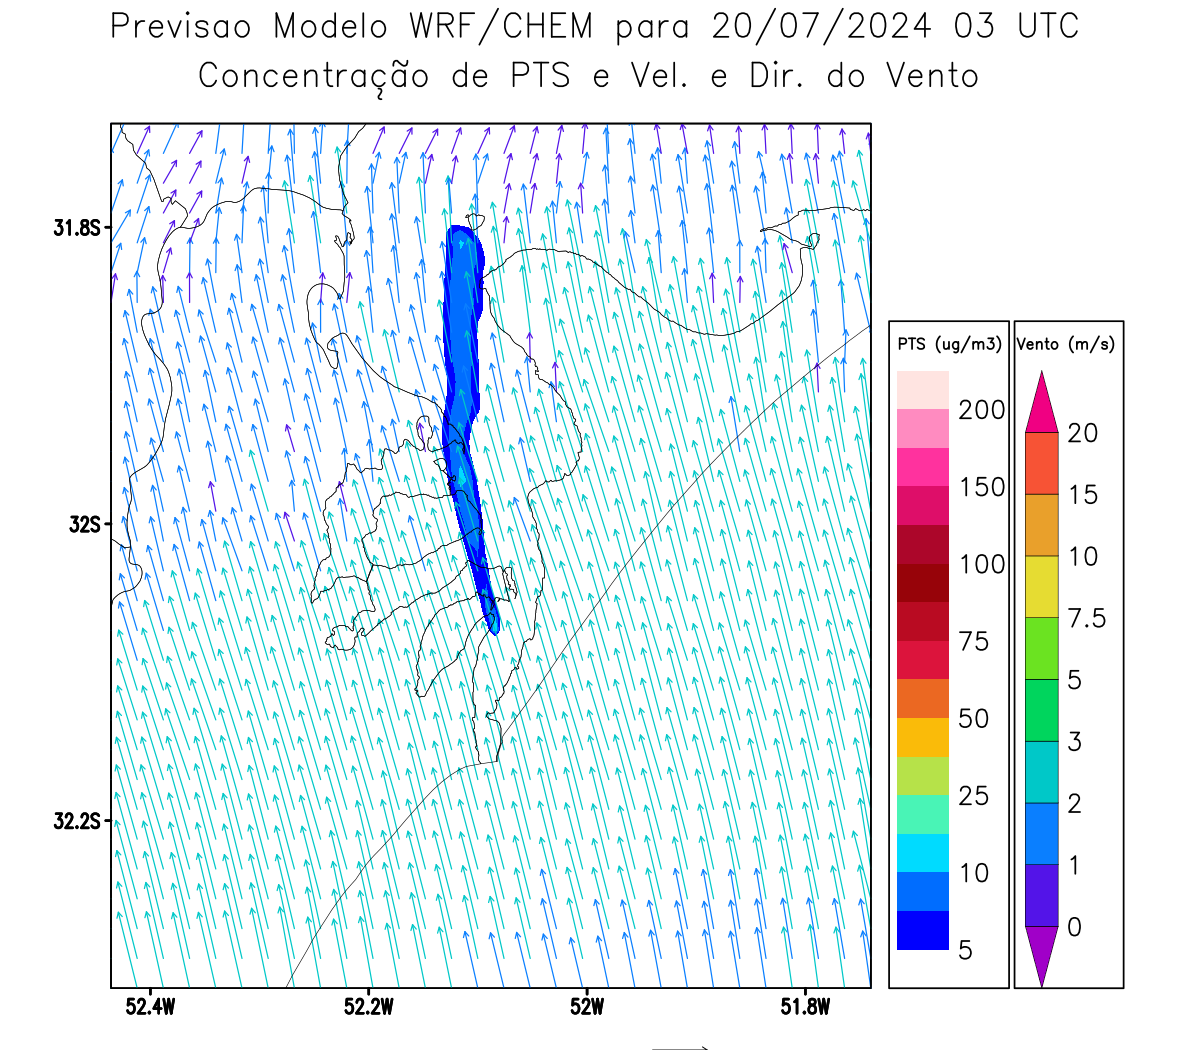 Previsao Modelo WRF/CHEM para 20/07/2024 03 UTC
Concentração de PTS e Vel. e Dir. do Vento
31.8S
32S
32.2S
52.4W 52.2W 52W 51.8W
PTS (ug/m3)
200
150
100
75
50
25
10
5
Vento (m/s)
20
15
10
7.5
5
3
2
1
0